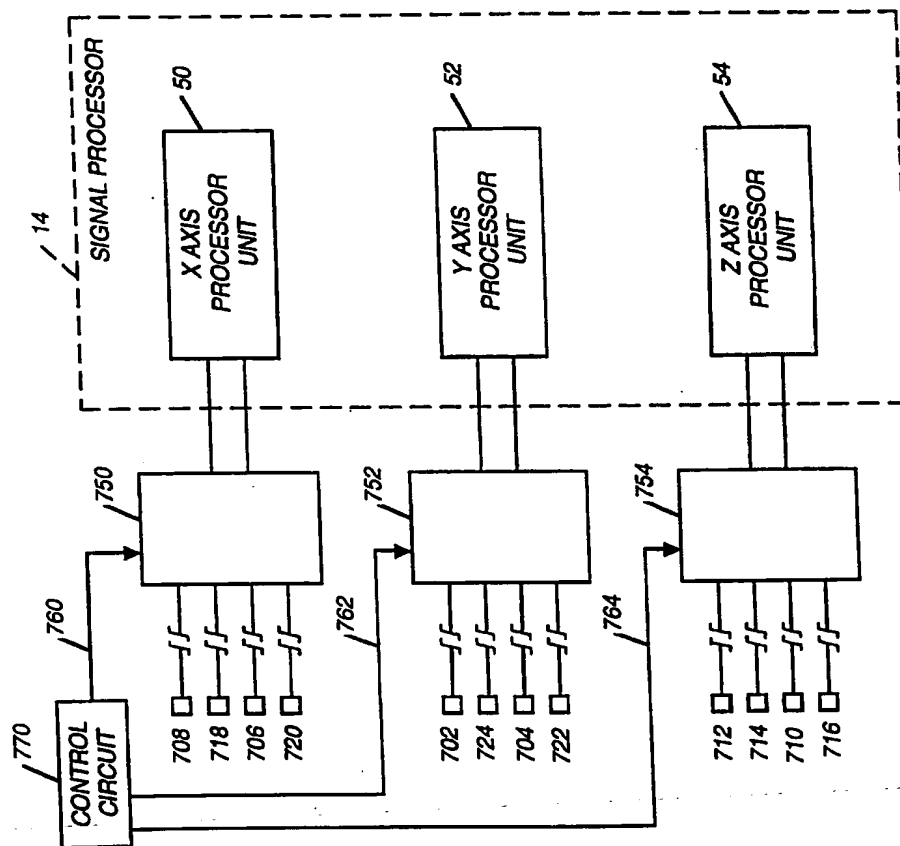 14
SIGNAL PROCESSOR
50
X AXIS
PROCESSOR
UNIT
52
Y AXIS
PROCESSOR
UNIT
54
Z AXIS
PROCESSOR
UNIT
750
752
754
760
762
764
770
CONTROL
CIRCUIT
708
718
706
720
702
724
704
722
712
714
710
716